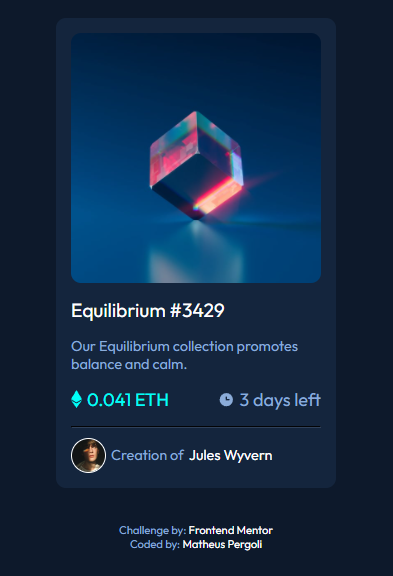 Equilibrium #3429
Our Equilibrium collection promotes
balance and calm.
0.041 ETH 3 days left
Creation of Jules Wyvern
Challenge by: Frontend Mentor
Coded by: Matheus Pergoli